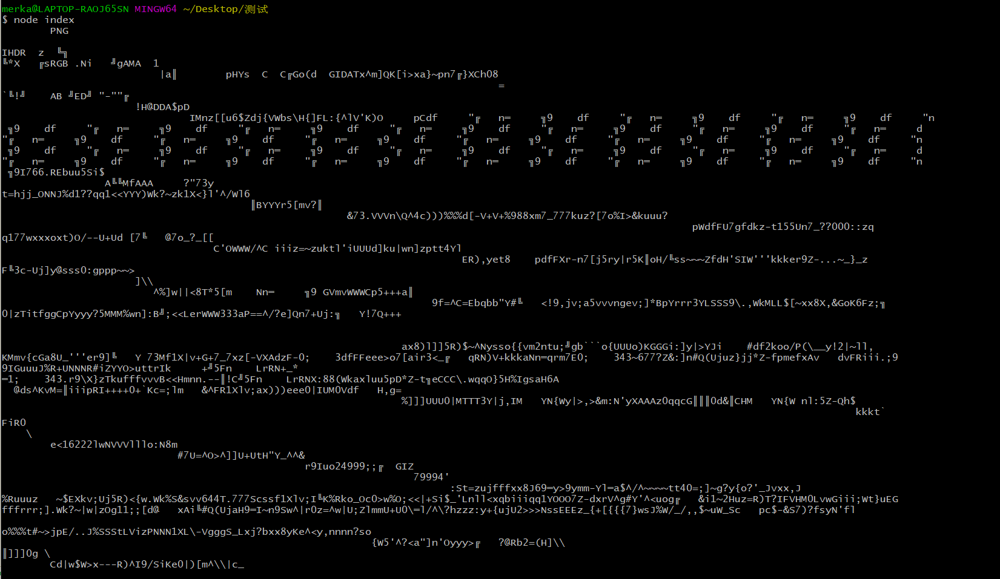 merka@LAPTOP-RAOJ65SN MINGW64 ~/Desktop/测试
$ node index
PNG
IHDR z ╚╗
╚*X ╔sRGB .Ni ╝gAMA 1
|a║ pHYs C C╔Go(d GIDATx^m]QK[i>xa}~pn7╔}XChO8
=
`╚!╝ AB ╝ED╝ "-""╔
!H@DDA$pD
IMnz[[u6$Zdj{VWbs\H{]FL:{^lV'K)O pCdf "╔ n= ╗9 df "╔ n= ╗9 df "╔ n= ╗9 df "n
╗9 df "╔ n= ╗9 df "╔ n= ╗9 df "╔ n= ╗9 df "╔ n= ╗9 df "╔ n= ╗9 df "╔ n= d
"╔ n= ╗9 df "╔ n= ╗9 df "╔ n= ╗9 df "╔ n= ╗9 df "╔ n= ╗9 df "╔ n= ╗9 df "n
╗9 df "╔ n= ╗9 df "╔ n= ╗9 df "╔ n= ╗9 df "╔ n= ╗9 df "╔ n= ╗9 df "╔ n= d
"╔ n= ╗9 df "╔ n= ╗9 df "╔ n= ╗9 df "╔ n= ╗9 df "╔ n= ╗9 df "╔ n= ╗9 df "n
╗9I766.REbuu5Si$
A╚╚MfAAA ?"73y
t=hjj_ONNJ%d1??qq1<<YYY)Wk?~zk1X<}l'^/Wl6
║BYYYr5[mv?║
&73.VVVn\Q^4c)))%%%d[-V+V+%988xm7_777kuz?[7o%I>&kuuu?
pWdfFU7gfdkz-t155Un7_??000::zq
q177wxxxoxt)O/--U+Ud [7╚ @7o_?_[[
C'OWWW/^C iiiz=~zuktl'iUUUd]ku|wn]zptt4Yl
ER),yet8 pdfFXr-n7[j5ry|r5K║oH/╚ss~~~ZfdH'SIW'''kkker9Z-...~_}_z
F╚3c-Uj]y@sss0:gppp~~>
]\\
^%]w||<8T*5[m Nn= ╗9 GVmvWWWCp5+++a║
9f=^C=Ebqbb"Y#╚ <!9,jv;a5vvvngev;]*BpYrrr3YLSSS9\.,WkMLL$[~xx8X,&GoK6Fz;╗
0|zTitfggCpYyyy?5MMM%wn]:B╝;<<LerWWW333aP==^/?e]Qn7+Uj:╗ Y!7Q+++
ax8)l]]5R)$~^Nysso{{vm2ntu;╝gb```o{UUUo)KGGGi:]y|>YJi #df2koo/P(\__y!2|~ll,
KMmv{cGa8U_'''er9]╚ Y 73Mf1X|v+G+7_7xz[-VXAdzF-0; 3dfFFeee>o7[air3<_╔ qRN)V+kkkaNn=qrm7E0; 343~677?Z&:]n#Q(Ujuz}jj*Z-fpmefxAv dvFRiii.;9
9IGuuuJ%R+UNNNR#iZYYO>uttrIk +╝5Fn LrRN+_*
=1; 343.r9\X}zTkufffvvvB<<Hmnn.--║!C╝5Fn LrRNX:88(Wkaxluu5pD*Z-t╗eCCC\.wqqO}5H%IgsaH6A
@ds^KvM=║iiipRI++++0+`Kc=;lm &^FR1Xlv;ax)))eee0|IUM0Vdf H,g=
%]]]UUU0|MTTT3Y|j,IM YN{Wy|>,>&m:N'yXAAAz0qqcG║║║0d&║CHM YN{W nl:5Z-Qh$
kkkt`
FiR0
\
e<16222lwNVVVlllo:N8m
#7U=^O>^]]U+UtH"Y_^^&
r9Iuo24999;;╔ GIZ
79994'
:St=zujfffxx8J69=y>9ymm-Yl=a$^/^~~~~tt40=;]~g?y{o?'_Jvxx,J
%Ruuuz ~$EXkv;Uj5R)<{w.Wk%S&svv644T.777Scssf1Xlv;I╚K%Rko_Oc0>w%O;<<|+Si$_'Lnll<xqbiiiqq1YOOO7Z-dxrV^g#Y'^<uog╔ &i1~2Huz=R)T?IFVHM0LvwGiii;Wt}uEG
fffrrr;].Wk?~|w|zOg11;;[d@ xAi╚#Q(UjaH9=I~n9Sw^|r0z=^w|U;ZlmmU+U0\=l/^\?hzzz:y+{ujU2>>>NssEEEz_{+[{{{7}wsJ%W/_/,,$~uW_Sc pc$-&S7)?fsyN'fl
o%%%t#~>jpE/..J%SSStLVizPNNN1XL\-VgggS_Lxj?bxx8yKe^<y,nnnn?so
{W5'^?<a"]n'Oyyy>╔ ?@Rb2=(H]\\
║]]]0g \
Cd|w$W>x---R)^I9/SiKe0|)[m^\\|c_